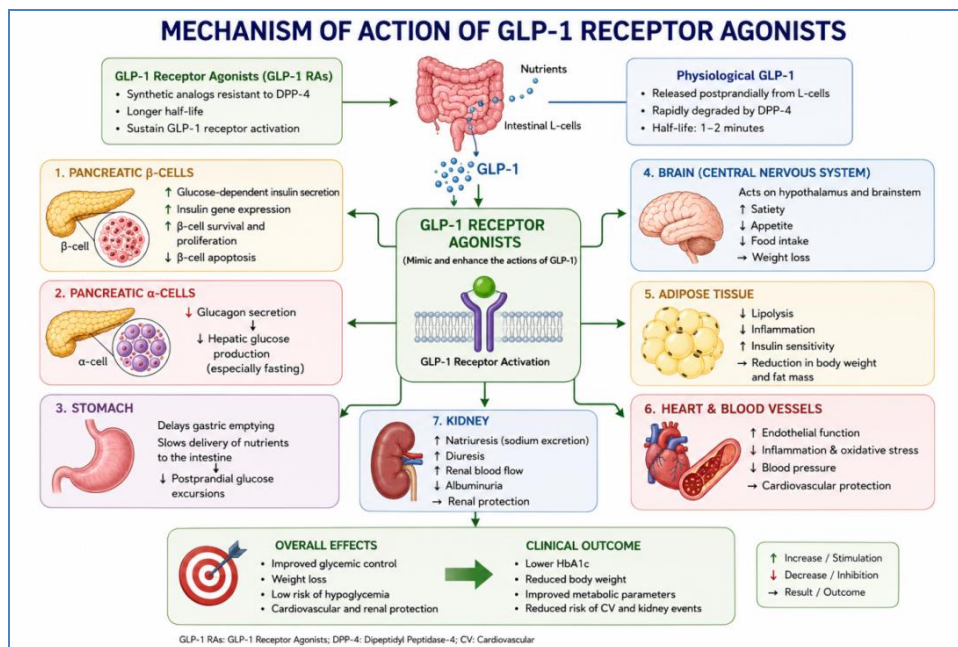 MECHANISM OF ACTION OF GLP-1 RECEPTOR AGONISTS
GLP-1 Receptor Agonists (GLP-1 RAs)
• Synthetic analogs resistant to DPP-4
• Longer half-life
• Sustain GLP-1 receptor activation
Nutrients
Intestinal L-cells
GLP-1
Physiological GLP-1
• Released postprandially from L-cells
• Rapidly degraded by DPP-4
• Half-life: 1–2 minutes
1. PANCREATIC β-CELLS
β-cell
↑ Glucose-dependent insulin secretion
↑ Insulin gene expression
↑ β-cell survival and
proliferation
↓ β-cell apoptosis
2. PANCREATIC α-CELLS
α-cell
↓ Glucagon secretion
↓
↓ Hepatic glucose
production
(especially fasting)
3. STOMACH
Delays gastric emptying
Slows delivery of nutrients
to the intestine
↓
↓ Postprandial glucose
excursions
GLP-1 RECEPTOR
AGONISTS
(Mimic and enhance the actions of GLP-1)
GLP-1 Receptor Activation
4. BRAIN (CENTRAL NERVOUS SYSTEM)
Acts on hypothalamus and brainstem
↑ Satiety
↓ Appetite
↓ Food intake
→ Weight loss
5. ADIPOSE TISSUE
↓ Lipolysis
↓ Inflammation
↑ Insulin sensitivity
→ Reduction in body weight
and fat mass
6. HEART & BLOOD VESSELS
↑ Endothelial function
↓ Inflammation & oxidative stress
↓ Blood pressure
→ Cardiovascular protection
7. KIDNEY
↑ Natriuresis (sodium excretion)
↑ Diuresis
↑ Renal blood flow
↓ Albuminuria
→ Renal protection
OVERALL EFFECTS
• Improved glycemic control
• Weight loss
• Low risk of hypoglycemia
• Cardiovascular and renal protection
CLINICAL OUTCOME
• Lower HbA1c
• Reduced body weight
• Improved metabolic parameters
• Reduced risk of CV and kidney events
↑ Increase / Stimulation
↓ Decrease / Inhibition
→ Result / Outcome
GLP-1 RAs: GLP-1 Receptor Agonists; DPP-4: Dipeptidyl Peptidase-4; CV: Cardiovascular